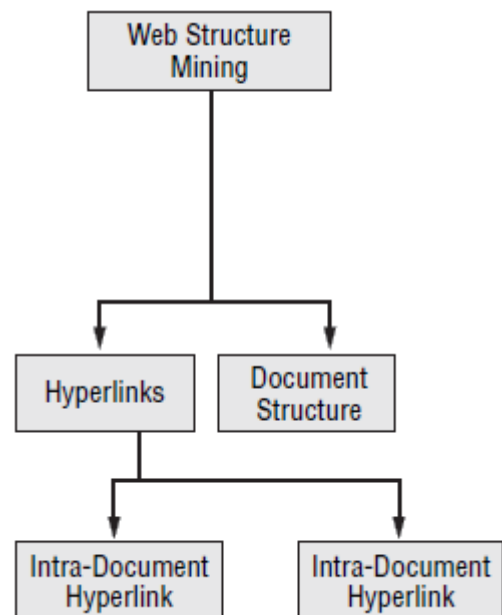 Web Structure
Mining
Hyperlinks
Document
Structure
Intra-Document
Hyperlink
Intra-Document
Hyperlink